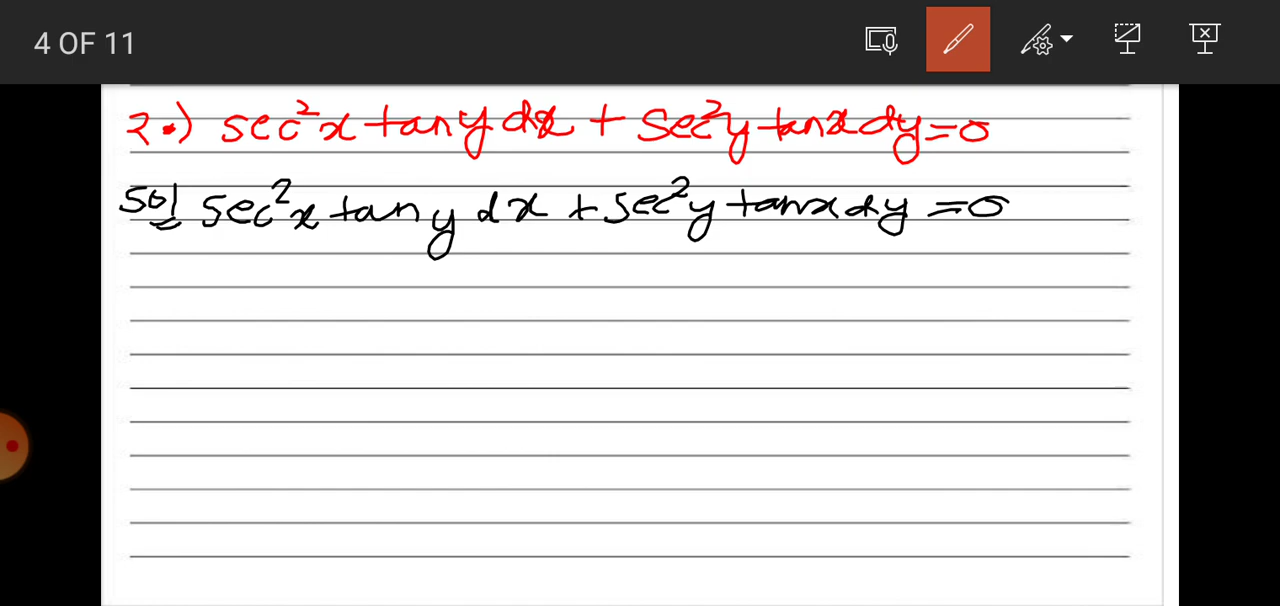 4 OF 11
2.) sec²x tany dx + sec²y tanx dy = 0
Sol sec²x tany dx + sec²y tanx dy = 0